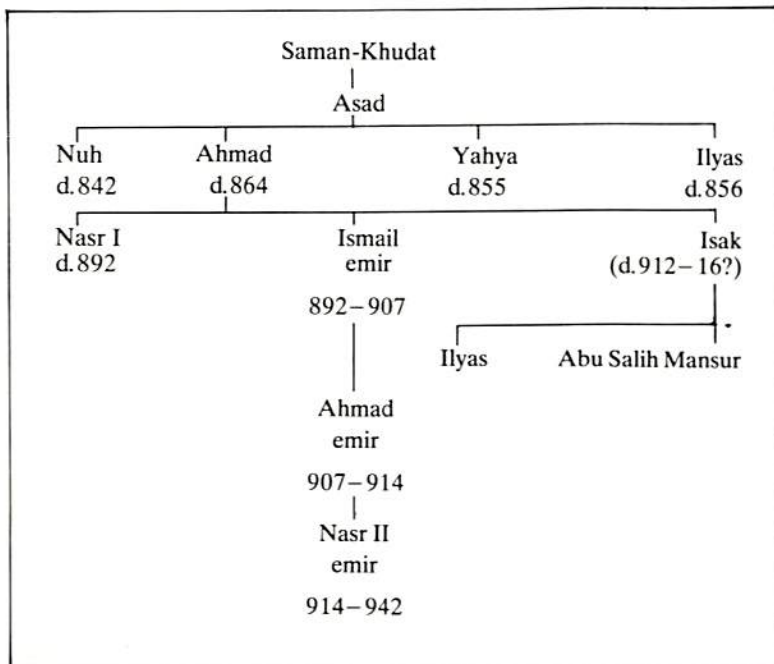 Saman-Khudat
Asad
Nuh Ahmad Yahya Ilyas
d.842 d.864 d.855 d.856
Nasr I Ismail Isak
d.892 emir (d.912–16?)
892–907
Ilyas Abu Salih Mansur
Ahmad
emir
907–914
Nasr II
emir
914–942